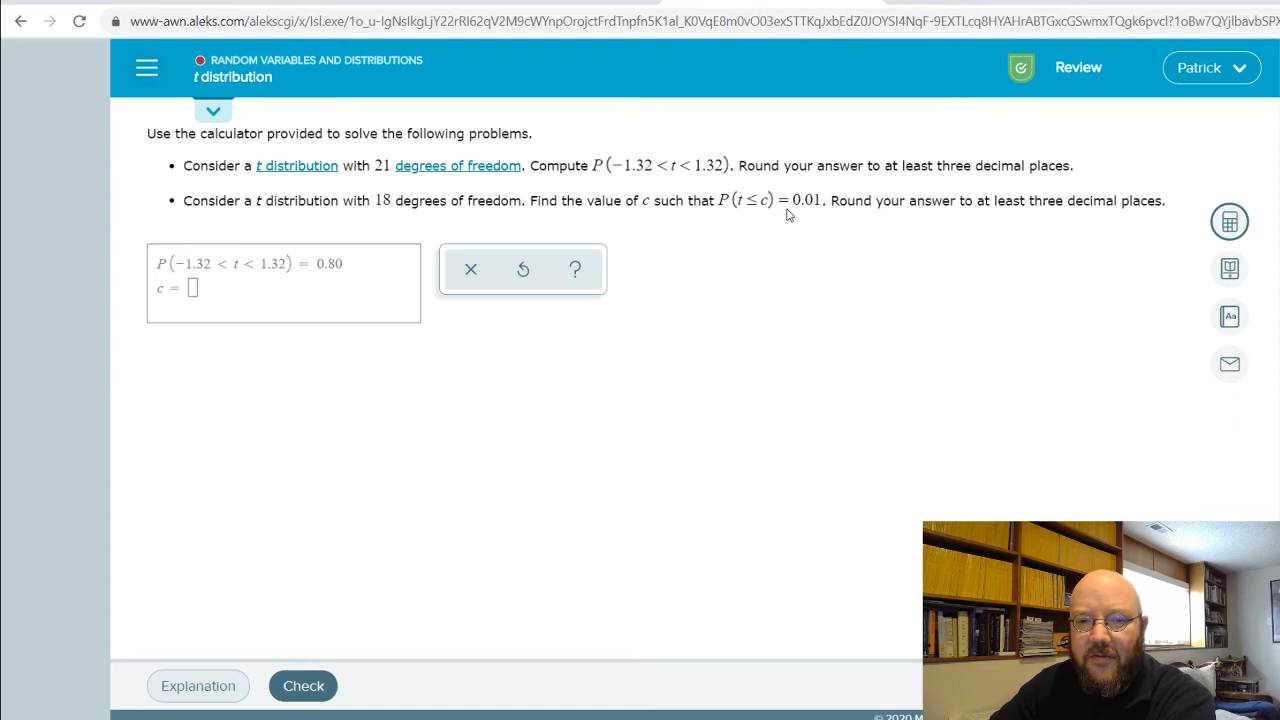 www-awn.aleks.com/alekscgi/x/Isl.exe/1o_u-IgNsIkgLjY22rRI62qV2M9cWYnpOrojctFrdTnpfn5K1al_K0VqE8m0vO03exSTTKqJxbEdZ0JOYSI4NqF-9EXTLcq8HYAHrABTGxcGSwmxTQgk6pvcl?1oBw7QYjlbavbSPX
RANDOM VARIABLES AND DISTRIBUTIONS
t distribution
Review
Patrick
Use the calculator provided to solve the following problems.
• Consider a t distribution with 21 degrees of freedom. Compute P(−1.32 < t < 1.32). Round your answer to at least three decimal places.
• Consider a t distribution with 18 degrees of freedom. Find the value of c such that P(t ≤ c) = 0.01. Round your answer to at least three decimal places.
P(−1.32 < t < 1.32) = 0.80
c =
?
Aa
Explanation
Check
© 2020 M